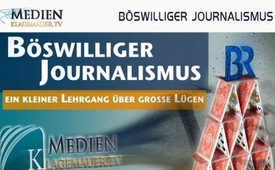 MEDIEN
KLAGEMAUER.TV
BÖSWILLIGER JOURNALISMUS
BÖSWILLIGER
JOURNALISMUS
EIN KLEINER LEHRGANG ÜBER GROSSE LÜGEN
BR
MEDIEN
KLAGEMAUER.TV